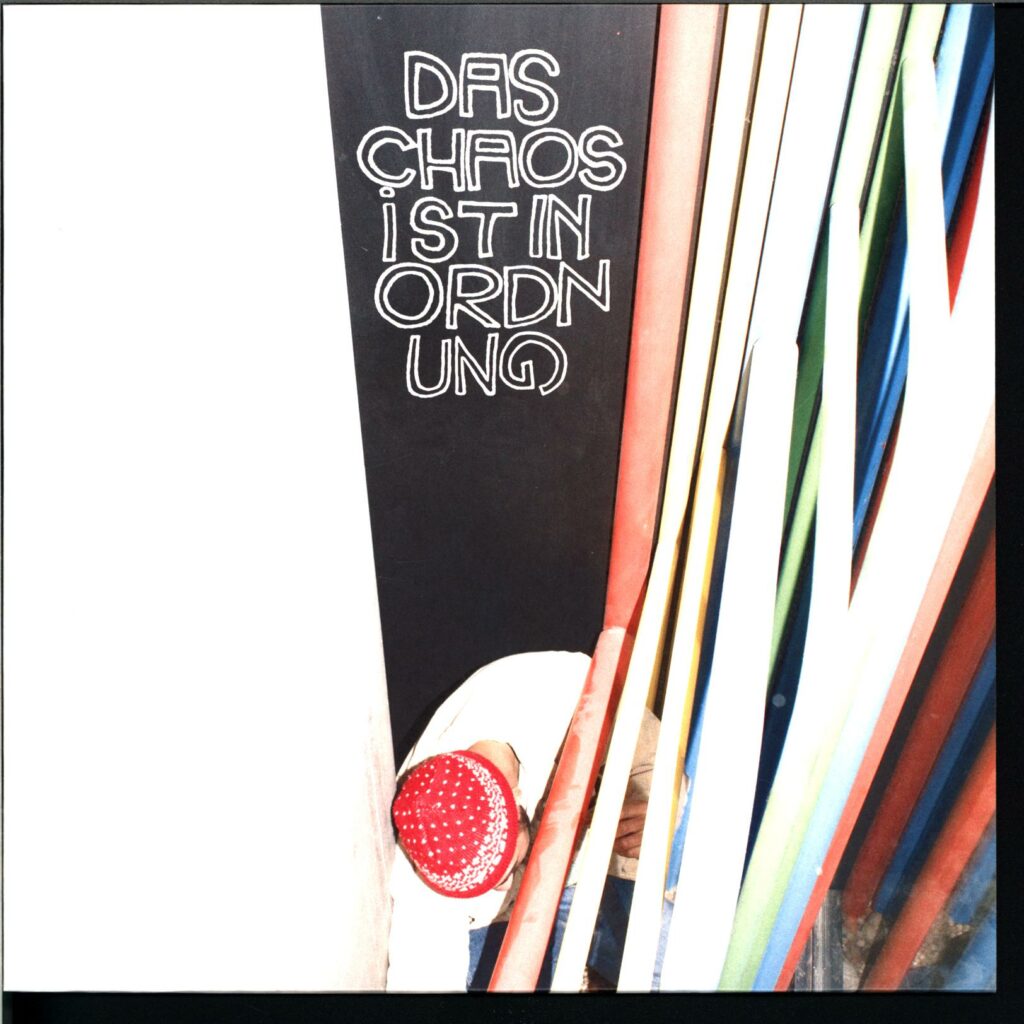 DAS
CHAOS
iST IN
ORDN
UNG